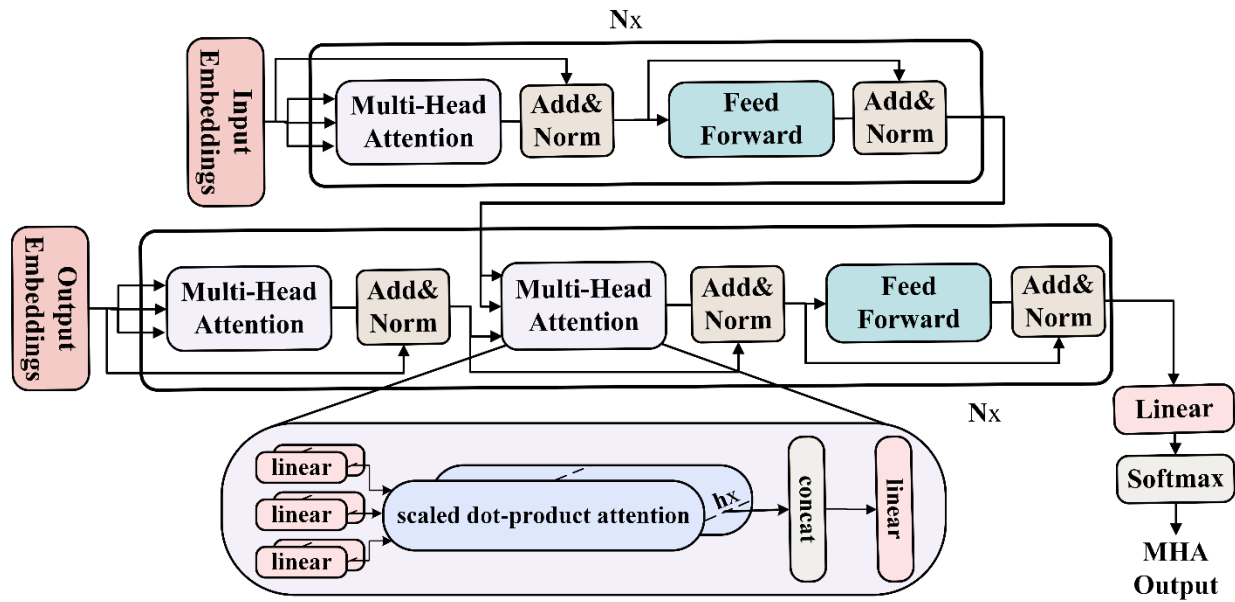 Nx
Input
Embeddings
Multi-Head
Attention
Add&
Norm
Feed
Forward
Add&
Norm
Output
Embeddings
Multi-Head
Attention
Add&
Norm
Multi-Head
Attention
Add&
Norm
Feed
Forward
Add&
Norm
Nx
Linear
Softmax
MHA
Output
linear
linear
linear
scaled dot-product attention
hx
concat
linear